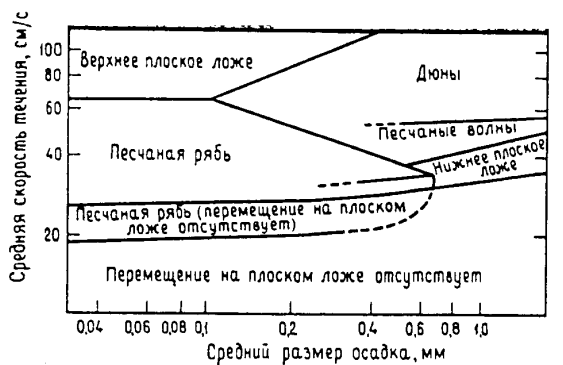 Средняя скорость течения, см/с
100
80
60
40
20
Верхнее плоское ложе
Дюны
Песчаные волны
Песчаная рябь
Нижнее плоское
ложе
Песчаная рябь (перемещение на плоском
ложе отсутствует)
Перемещение на плоском ложе отсутствует
0,04 0,06 0,08 0,1 0,2 0,4 0,6 0,8 1,0
Средний размер осадка, мм